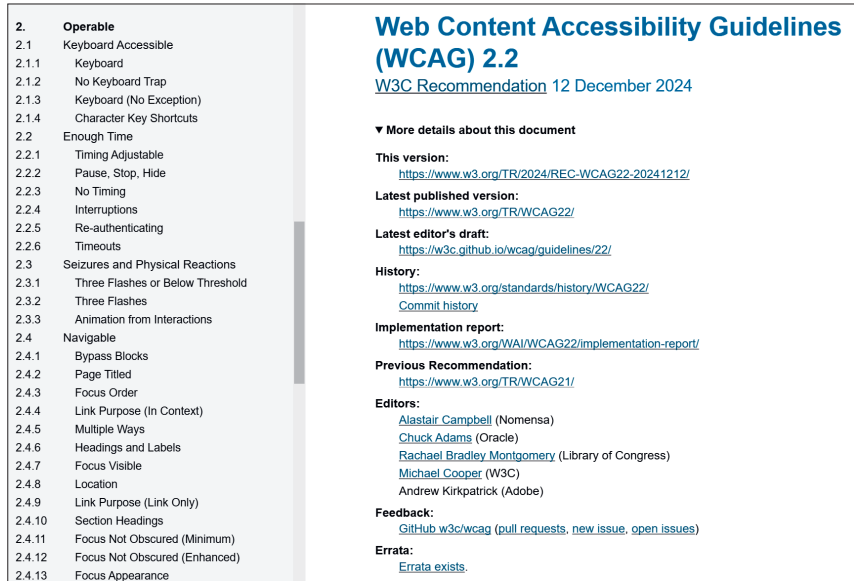 2. Operable
2.1 Keyboard Accessible
2.1.1 Keyboard
2.1.2 No Keyboard Trap
2.1.3 Keyboard (No Exception)
2.1.4 Character Key Shortcuts
2.2 Enough Time
2.2.1 Timing Adjustable
2.2.2 Pause, Stop, Hide
2.2.3 No Timing
2.2.4 Interruptions
2.2.5 Re-authenticating
2.2.6 Timeouts
2.3 Seizures and Physical Reactions
2.3.1 Three Flashes or Below Threshold
2.3.2 Three Flashes
2.3.3 Animation from Interactions
2.4 Navigable
2.4.1 Bypass Blocks
2.4.2 Page Titled
2.4.3 Focus Order
2.4.4 Link Purpose (In Context)
2.4.5 Multiple Ways
2.4.6 Headings and Labels
2.4.7 Focus Visible
2.4.8 Location
2.4.9 Link Purpose (Link Only)
2.4.10 Section Headings
2.4.11 Focus Not Obscured (Minimum)
2.4.12 Focus Not Obscured (Enhanced)
2.4.13 Focus Appearance
Web Content Accessibility Guidelines
(WCAG) 2.2
W3C Recommendation 12 December 2024
▼ More details about this document
This version:
https://www.w3.org/TR/2024/REC-WCAG22-20241212/
Latest published version:
https://www.w3.org/TR/WCAG22/
Latest editor's draft:
https://w3c.github.io/wcag/guidelines/22/
History:
https://www.w3.org/standards/history/WCAG22/
Commit history
Implementation report:
https://www.w3.org/WAI/WCAG22/implementation-report/
Previous Recommendation:
https://www.w3.org/TR/WCAG21/
Editors:
Alastair Campbell (Nomensa)
Chuck Adams (Oracle)
Rachael Bradley Montgomery (Library of Congress)
Michael Cooper (W3C)
Andrew Kirkpatrick (Adobe)
Feedback:
GitHub w3c/wcag (pull requests, new issue, open issues)
Errata:
Errata exists.